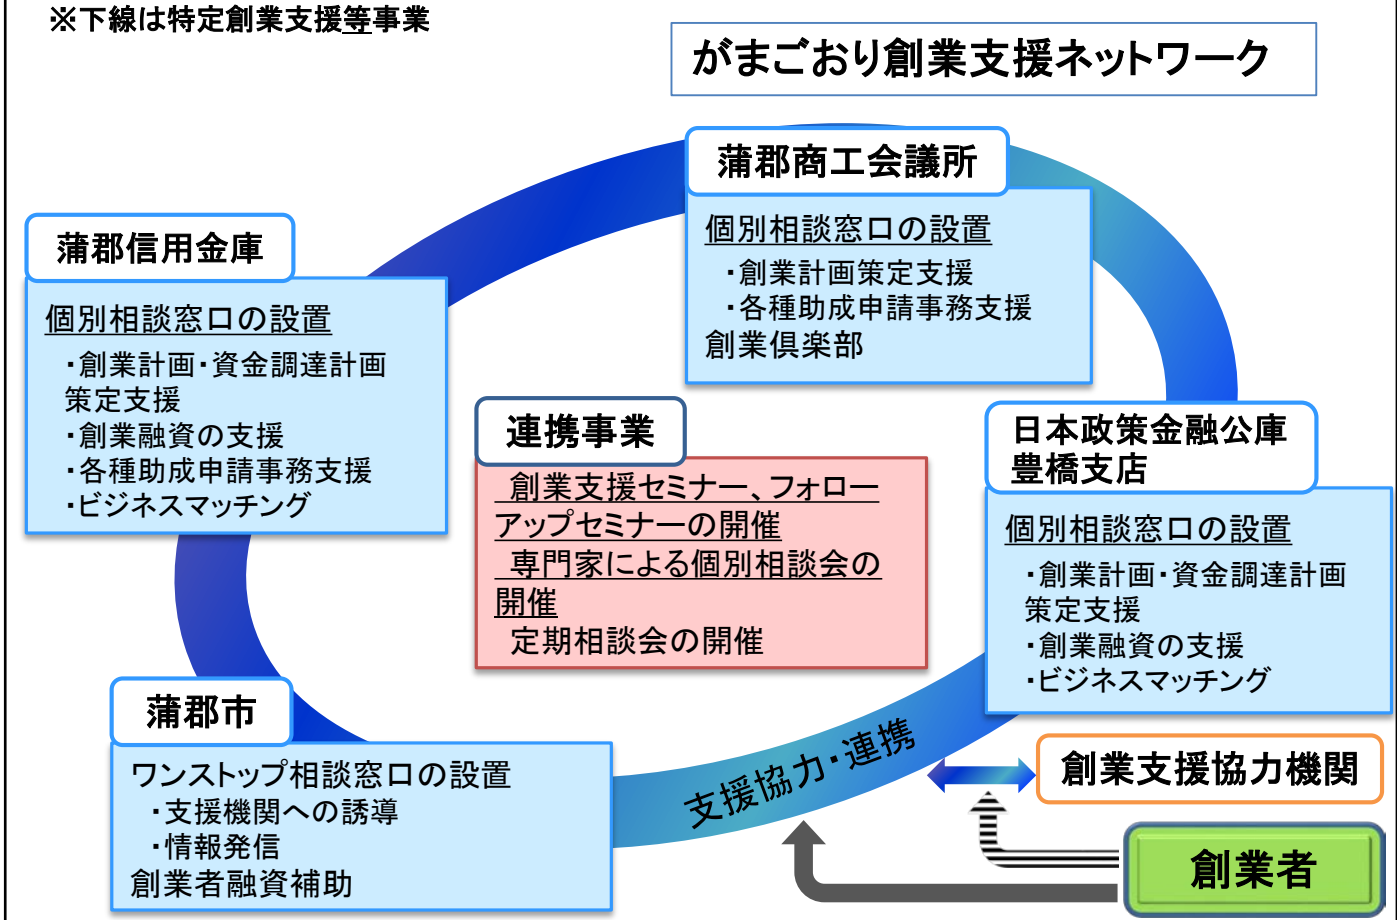 ※下線は特定創業支援等事業
がまごおり創業支援ネットワーク
蒲郡商工会議所
個別相談窓口の設置
・創業計画策定支援
・各種助成申請事務支援
創業倶楽部
蒲郡信用金庫
個別相談窓口の設置
・創業計画・資金調達計画
策定支援
・創業融資の支援
・各種助成申請事務支援
・ビジネスマッチング
連携事業
創業支援セミナー、フォロー
アップセミナーの開催
専門家による個別相談会の
開催
定期相談会の開催
日本政策金融公庫
豊橋支店
個別相談窓口の設置
・創業計画・資金調達計画
策定支援
・創業融資の支援
・ビジネスマッチング
蒲郡市
ワンストップ相談窓口の設置
・支援機関への誘導
・情報発信
創業者融資補助
支援協力・連携
創業支援協力機関
創業者